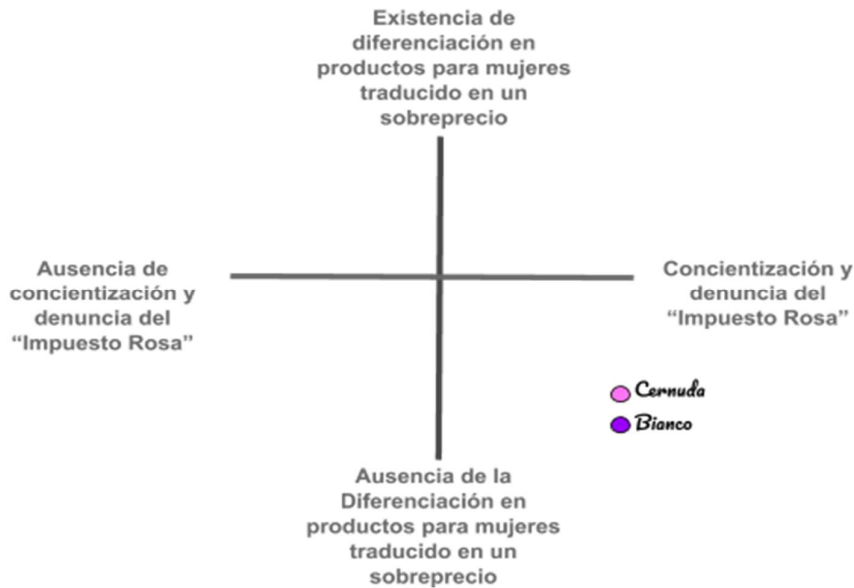 Existencia de
diferenciación en
productos para mujeres
traducido en un
sobreprecio
Ausencia de
concientización y
denuncia del
“Impuesto Rosa”
Concientización y
denuncia del
“Impuesto Rosa”
Cernuda
Bianco
Ausencia de la
Diferenciación en
productos para mujeres
traducido en un
sobreprecio